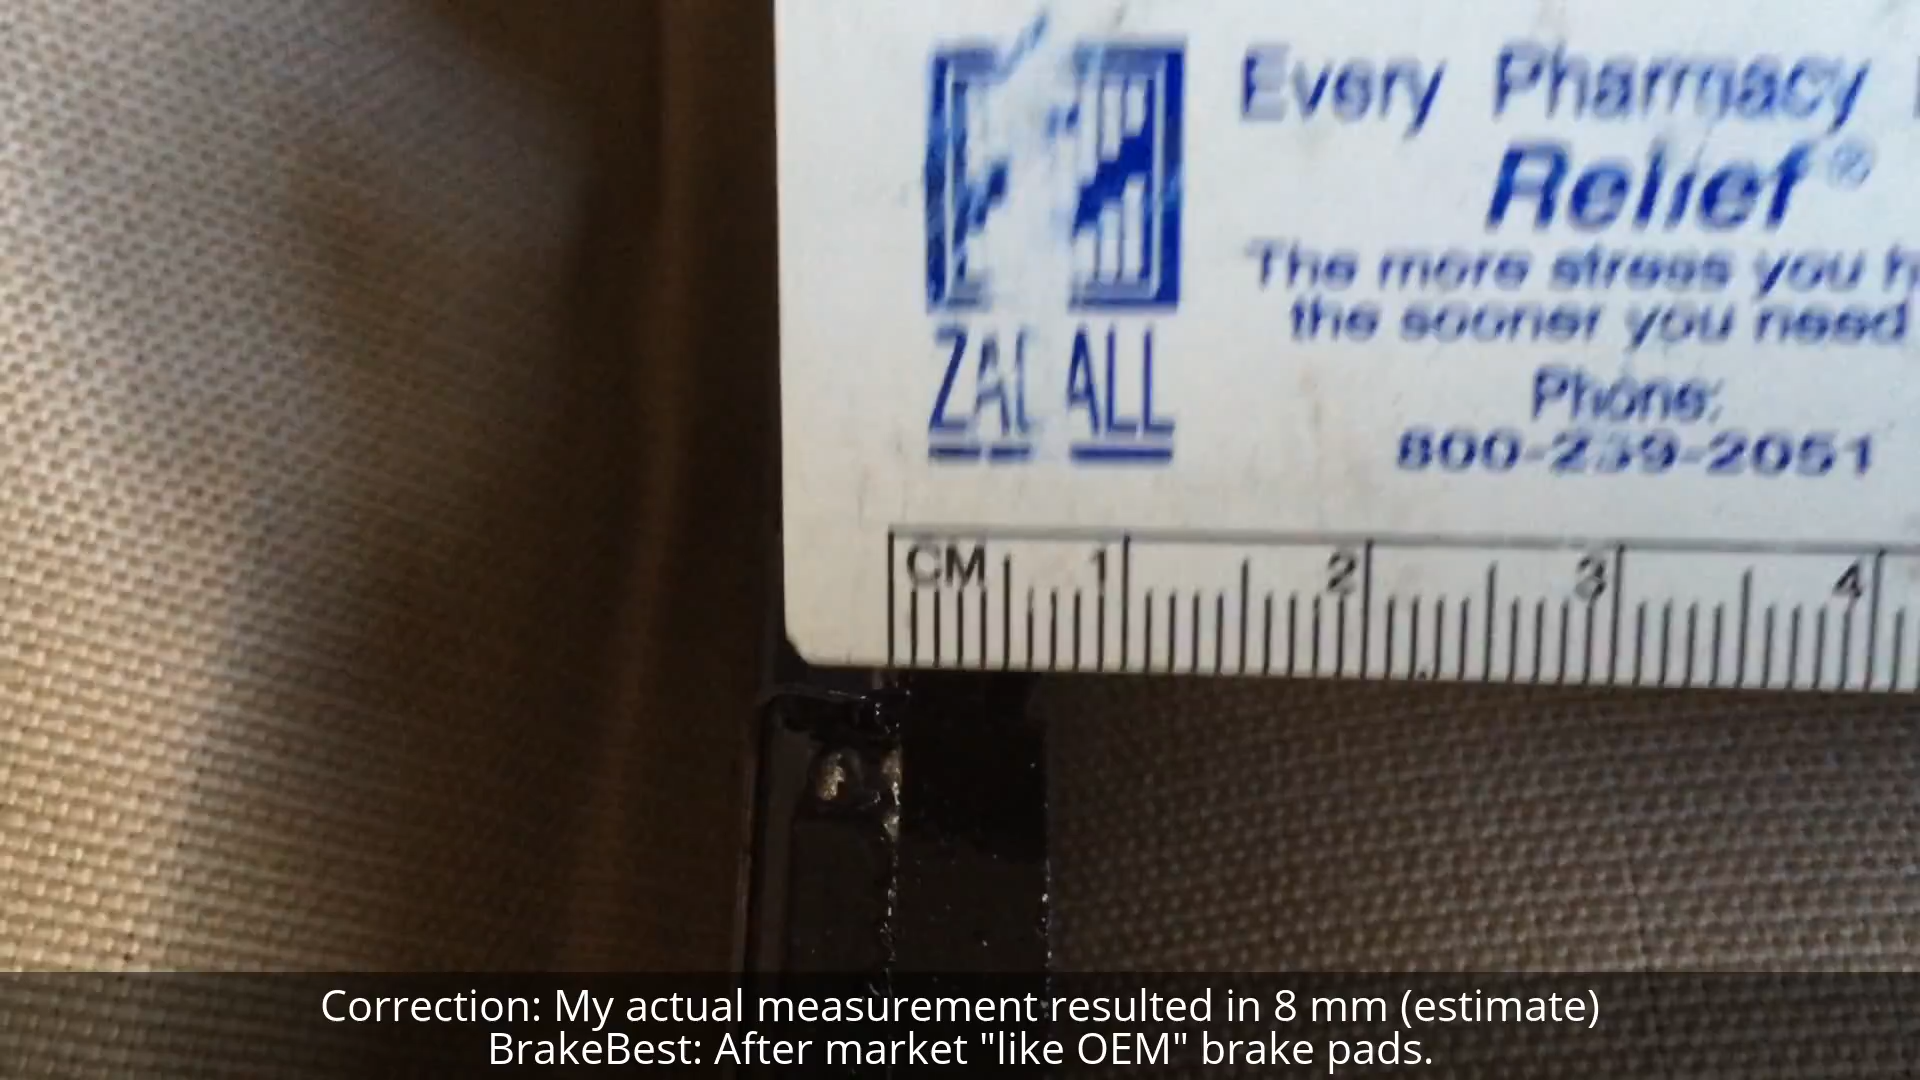 Every Pharmacy
Relief®
The more stress you h
the sooner you need
ZA ALL
Phone:
800-239-2051
CM 1 2 3 4
Correction: My actual measurement resulted in 8 mm (estimate)
BrakeBest: After market "like OEM" brake pads.